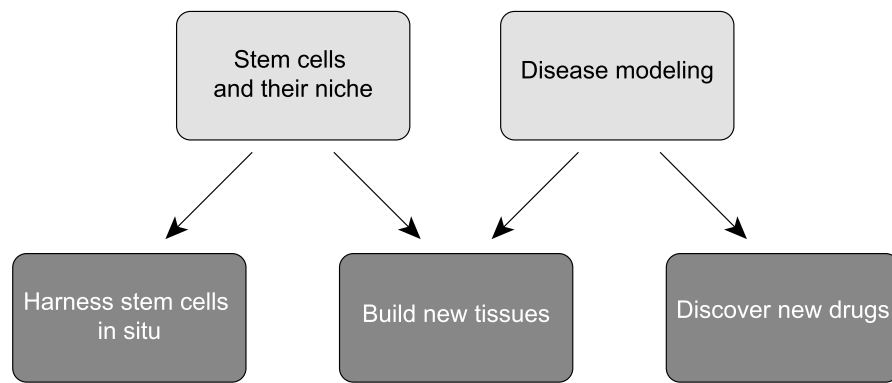 Stem cells
and their niche
Disease modeling
Harness stem cells
in situ
Build new tissues
Discover new drugs